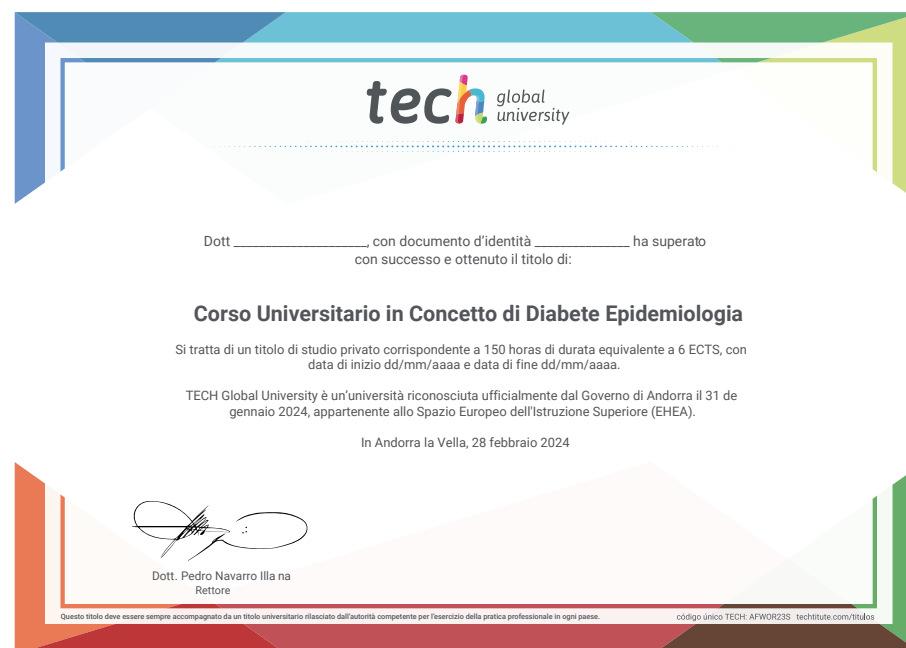 tech global university
Dott ____________________, con documento d'identità ______________ ha superato
con successo e ottenuto il titolo di:
Corso Universitario in Concetto di Diabete Epidemiologia
Si tratta di un titolo di studio privato corrispondente a 150 horas di durata equivalente a 6 ECTS, con
data di inizio dd/mm/aaaa e data di fine dd/mm/aaaa.
TECH Global University è un'università riconosciuta ufficialmente dal Governo di Andorra il 31 de
gennaio 2024, appartenente allo Spazio Europeo dell'Istruzione Superiore (EHEA).
In Andorra la Vella, 28 febbraio 2024
Dott. Pedro Navarro Illa na
Rettore
Questo titolo deve essere sempre accompagnato da un titolo universitario rilasciato dall'autorità competente per l'esercizio della pratica professionale in ogni paese.
código único TECH: AFWOR23S techtitute.com/titulos